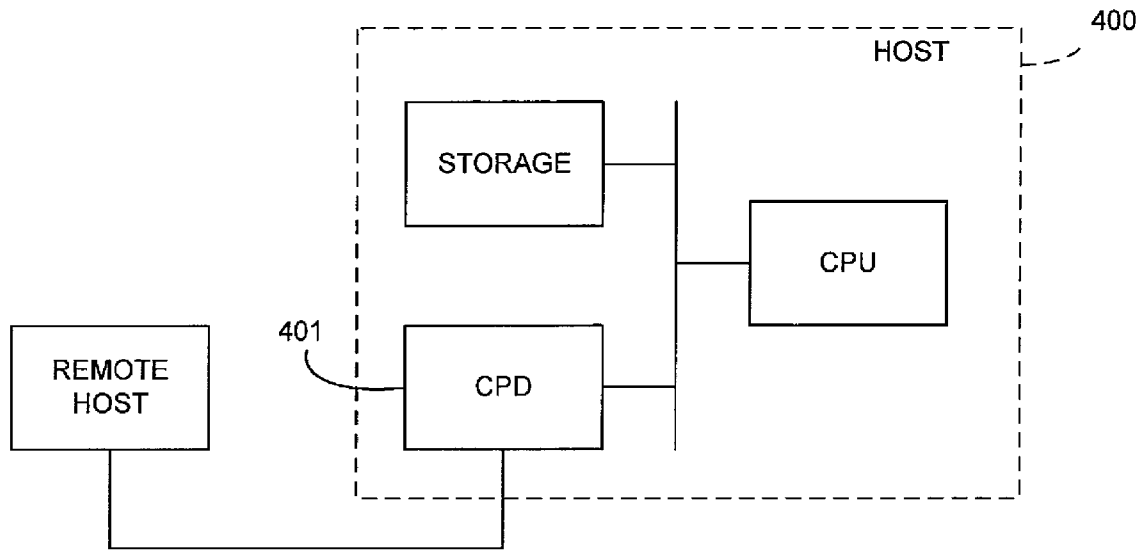 400
HOST
STORAGE
CPU
401
REMOTE
HOST
CPD